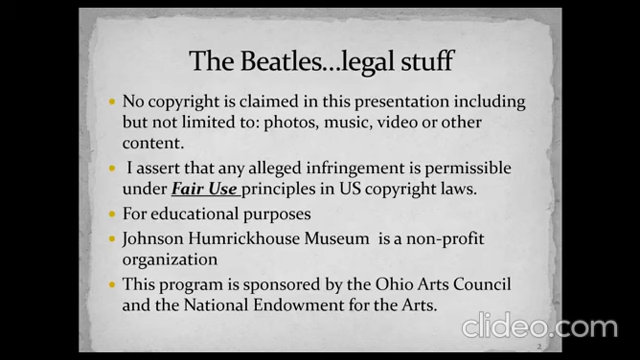 The Beatles...legal stuff
• No copyright is claimed in this presentation including
but not limited to: photos, music, video or other
content.
• I assert that any alleged infringement is permissible
under Fair Use principles in US copyright laws.
• For educational purposes
• Johnson Humrickhouse Museum is a non-profit
organization
• This program is sponsored by the Ohio Arts Council
and the National Endowment for the Arts.
clideo.com
2